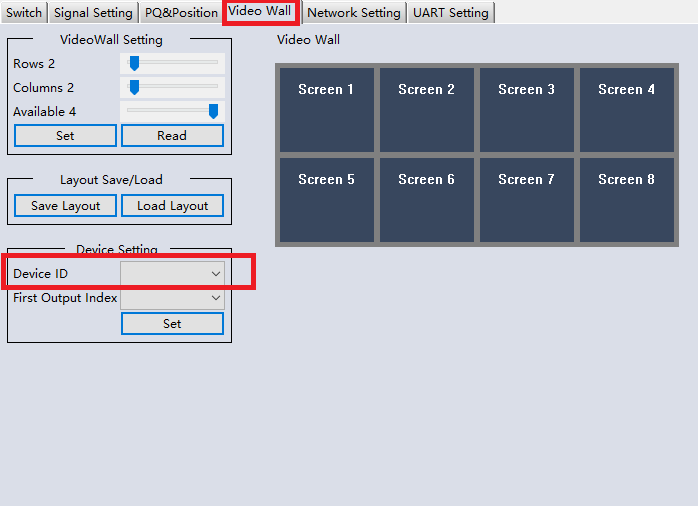 Switch Signal Setting PQ&Position Video Wall Network Setting UART Setting
VideoWall Setting
Rows 2
Columns 2
Available 4
Set Read
Layout Save/Load
Save Layout Load Layout
Device Setting
Device ID
First Output Index
Set
Video Wall
Screen 1 Screen 2 Screen 3 Screen 4
Screen 5 Screen 6 Screen 7 Screen 8